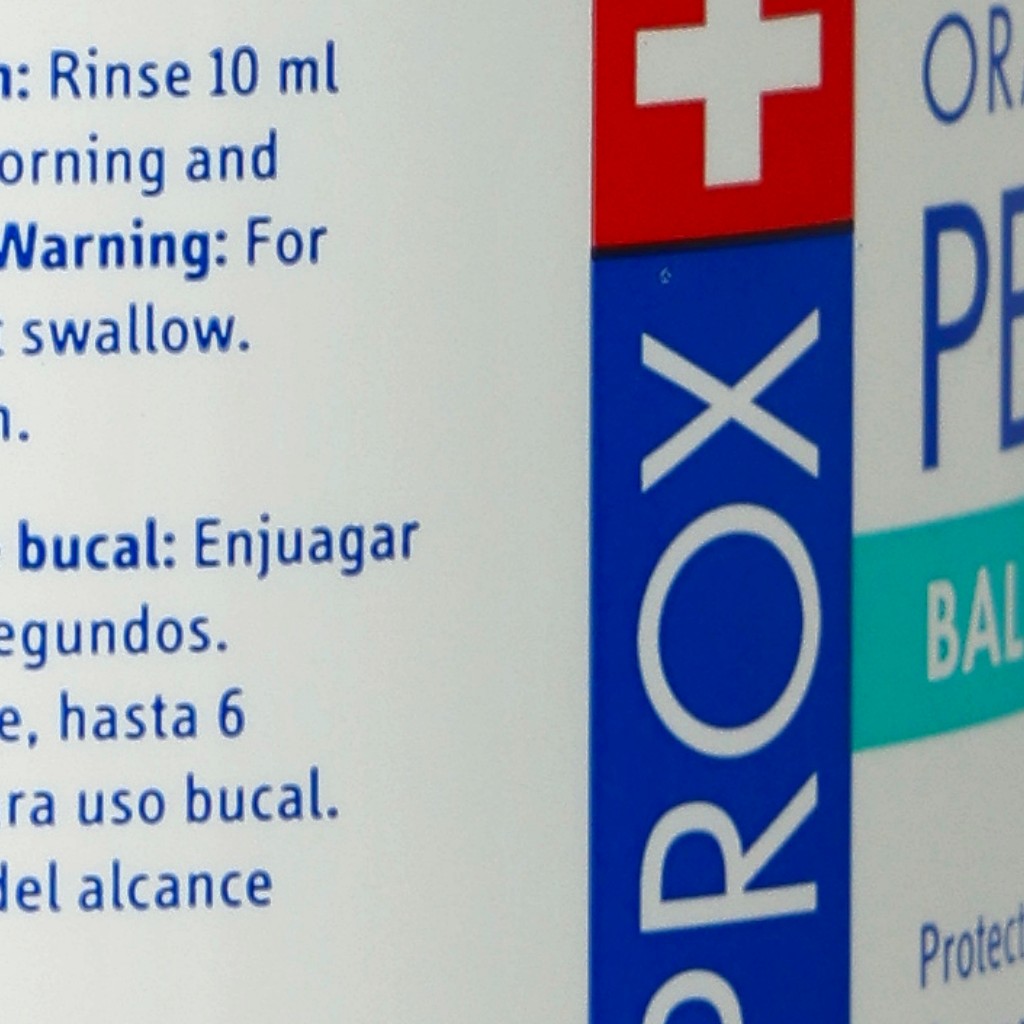 : Rinse 10 ml
orning and
Warning: For
swallow.
bucal: Enjuagar
egundos.
e, hasta 6
ra uso bucal.
del alcance
PROX
ORA
PE
BAL
Protect